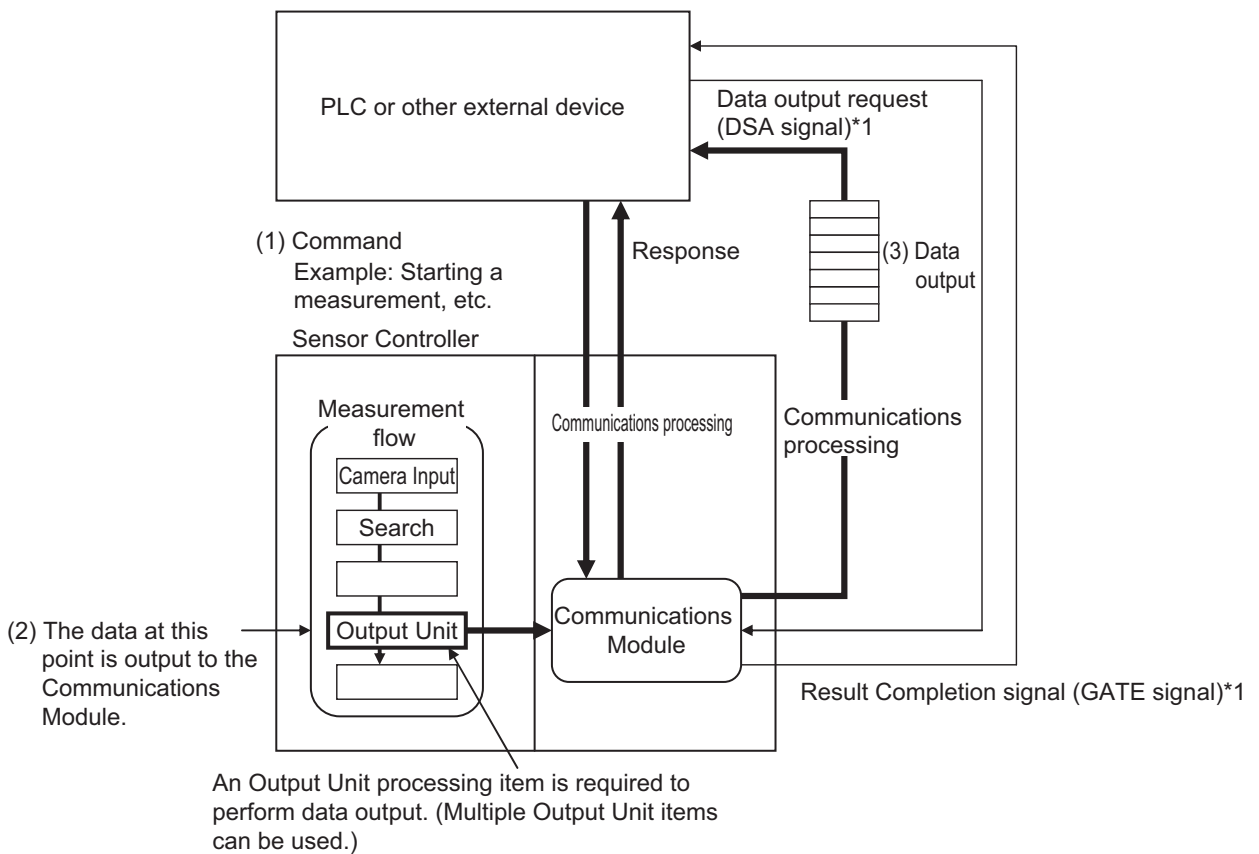 PLC or other external device
Data output request
(DSA signal)*1
(1) Command
Example: Starting a
measurement, etc.
Response
(3) Data
output
Sensor Controller
Measurement
flow
Communications processing
Communications
processing
Camera Input
Search
(2) The data at this
point is output to the
Communications
Module.
Output Unit
Communications
Module
Result Completion signal (GATE signal)*1
An Output Unit processing item is required to
perform data output. (Multiple Output Unit items
can be used.)